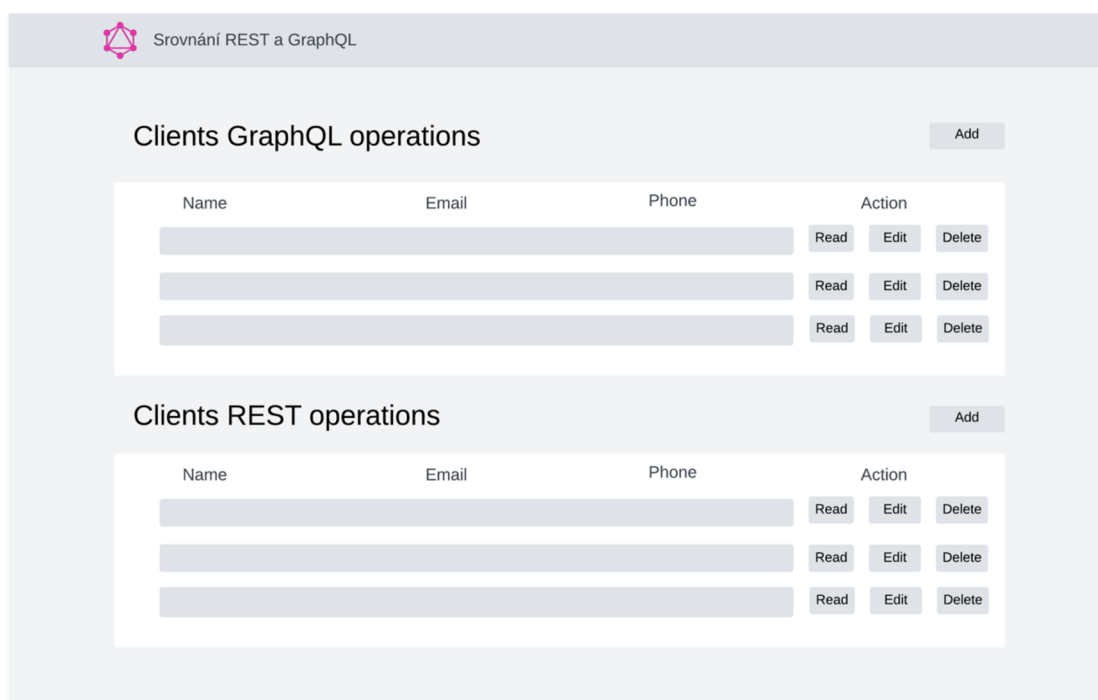 Srovnání REST a GraphQL
Clients GraphQL operations
Add
Name Email Phone Action
Read Edit Delete
Read Edit Delete
Read Edit Delete
Clients REST operations
Add
Name Email Phone Action
Read Edit Delete
Read Edit Delete
Read Edit Delete